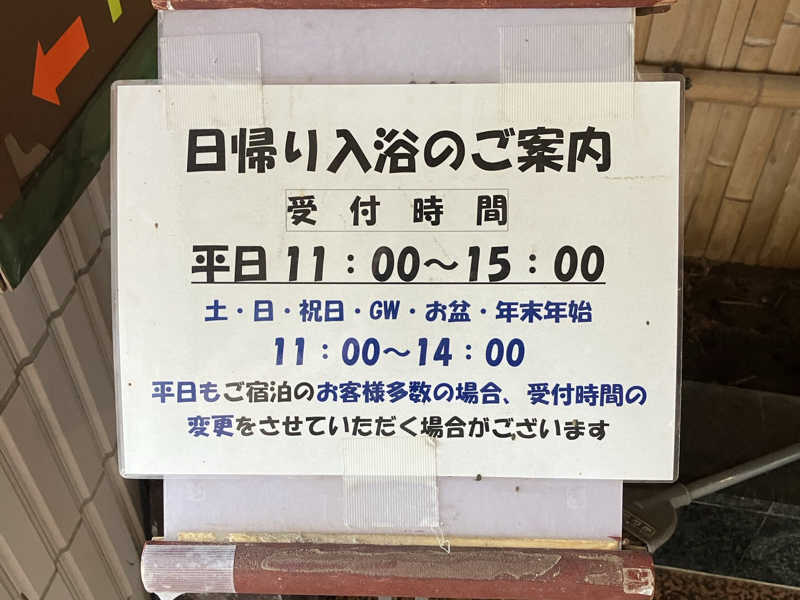 日帰り入浴のご案内
受付時間
平日 11：00～15：00
土・日・祝日・GW・お盆・年末年始
11：00～14：00
平日もご宿泊のお客様多数の場合、受付時間の
変更をさせていただく場合がございます